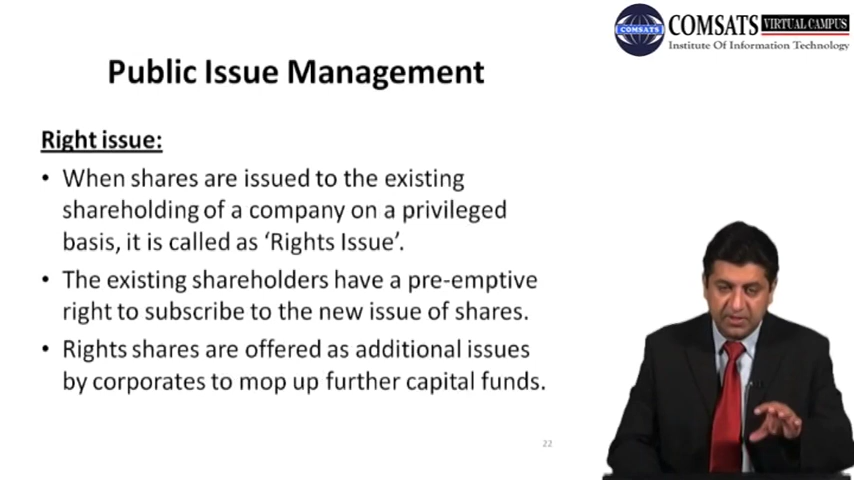 COMSATS
COMSATS VIRTUAL CAMPUS
Institute Of Information Technology
Public Issue Management
Right issue:
• When shares are issued to the existing
shareholding of a company on a privileged
basis, it is called as ‘Rights Issue’.
• The existing shareholders have a pre-emptive
right to subscribe to the new issue of shares.
• Rights shares are offered as additional issues
by corporates to mop up further capital funds.
22